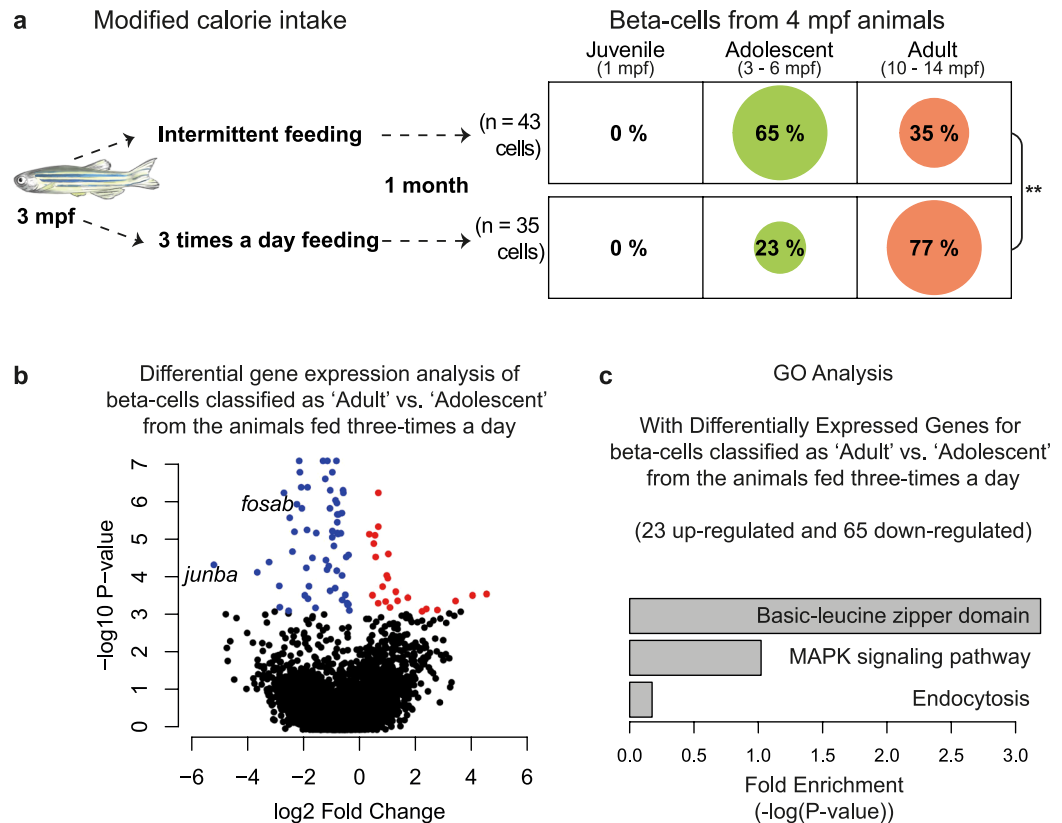 a
Modified calorie intake
Beta-cells from 4 mpf animals
Juvenile
(1 mpf)
Adolescent
(3 - 6 mpf)
Adult
(10 - 14 mpf)
Intermittent feeding
(n = 43
cells)
0 %
65 %
35 %
1 month
**
3 mpf
3 times a day feeding
(n = 35
cells)
0 %
23 %
77 %
b
Differential gene expression analysis of
beta-cells classified as 'Adult' vs. 'Adolescent'
from the animals fed three-times a day
−log10 P−value
7
6
5
4
3
2
1
0
fosab
junba
−6
−4
−2
0
2
4
6
log2 Fold Change
c
GO Analysis
With Differentially Expressed Genes for
beta-cells classified as 'Adult' vs. 'Adolescent'
from the animals fed three-times a day
(23 up-regulated and 65 down-regulated)
Basic-leucine zipper domain
MAPK signaling pathway
Endocytosis
0.0
0.5
1.0
1.5
2.0
2.5
3.0
Fold Enrichment
(-log(P-value))